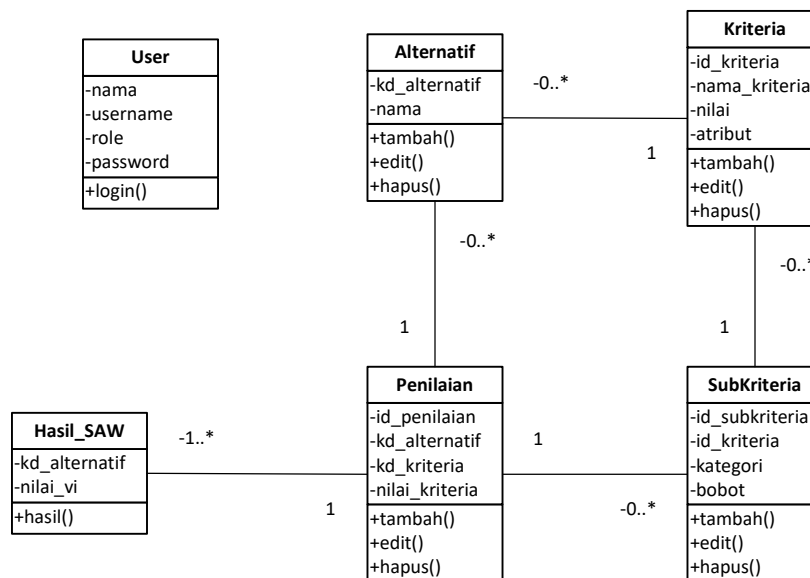 User
-nama
-username
-role
-password
+login()
Alternatif
-kd_alternatif
-nama
+tambah()
+edit()
+hapus()
-0..*
1
Kriteria
-id_kriteria
-nama_kriteria
-nilai
-atribut
+tambah()
+edit()
+hapus()
-0..*
1
-0..*
1
Hasil_SAW
-kd_alternatif
-nilai_vi
+hasil()
-1..*
1
Penilaian
-id_penilaian
-kd_alternatif
-kd_kriteria
-nilai_kriteria
+tambah()
+edit()
+hapus()
1
-0..*
SubKriteria
-id_subkriteria
-id_kriteria
-kategori
-bobot
+tambah()
+edit()
+hapus()